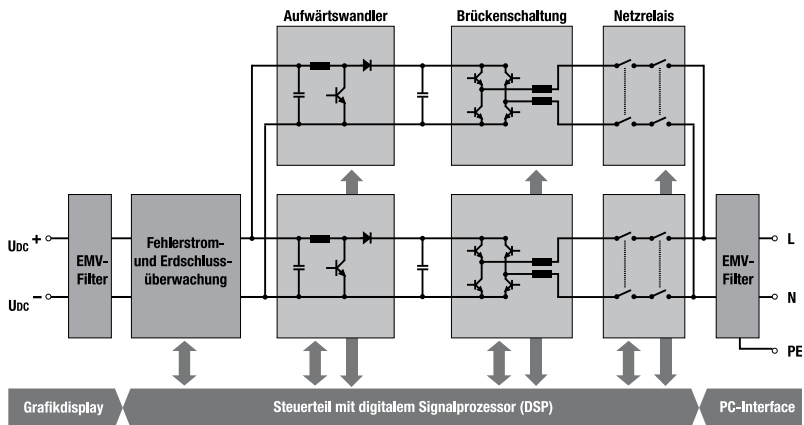 Aufwärtswandler
Brückenschaltung
Netzrelais
UDC +
UDC −
EMV-
Filter
Fehlerstrom-
und Erdschluss-
überwachung
EMV-
Filter
L
N
PE
Grafikdisplay
Steuerteil mit digitalem Signalprozessor (DSP)
PC-Interface